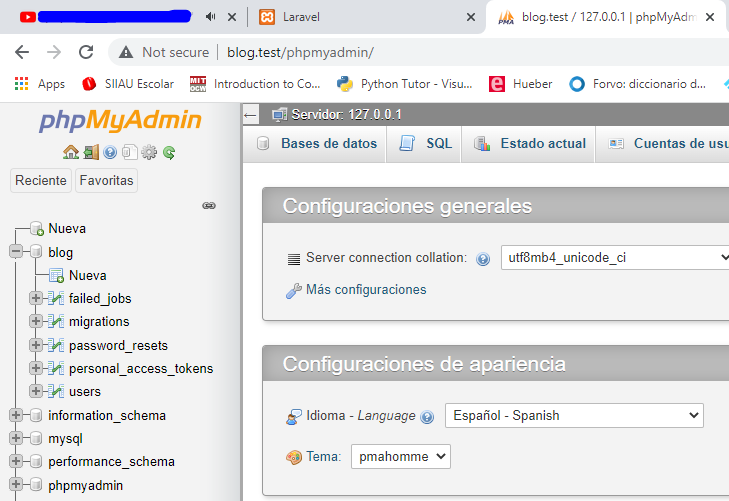 Laravel
blog.test / 127.0.0.1 | phpMyAdm
Not secure
blog.test/phpmyadmin/
Apps
SIIAU Escolar
MIT OCW
Introduction to Co...
Python Tutor - Visu...
e
Hueber
Forvo: diccionario d...
phpMyAdmin
Reciente
Favoritas
Nueva
blog
Nueva
failed_jobs
migrations
password_resets
personal_access_tokens
users
information_schema
mysql
performance_schema
phpmyadmin
Servidor: 127.0.0.1
Bases de datos
SQL
Estado actual
Cuentas de usu
Configuraciones generales
Server connection collation:
utf8mb4_unicode_ci
Más configuraciones
Configuraciones de apariencia
Idioma - Language
Español - Spanish
Tema:
pmahomme